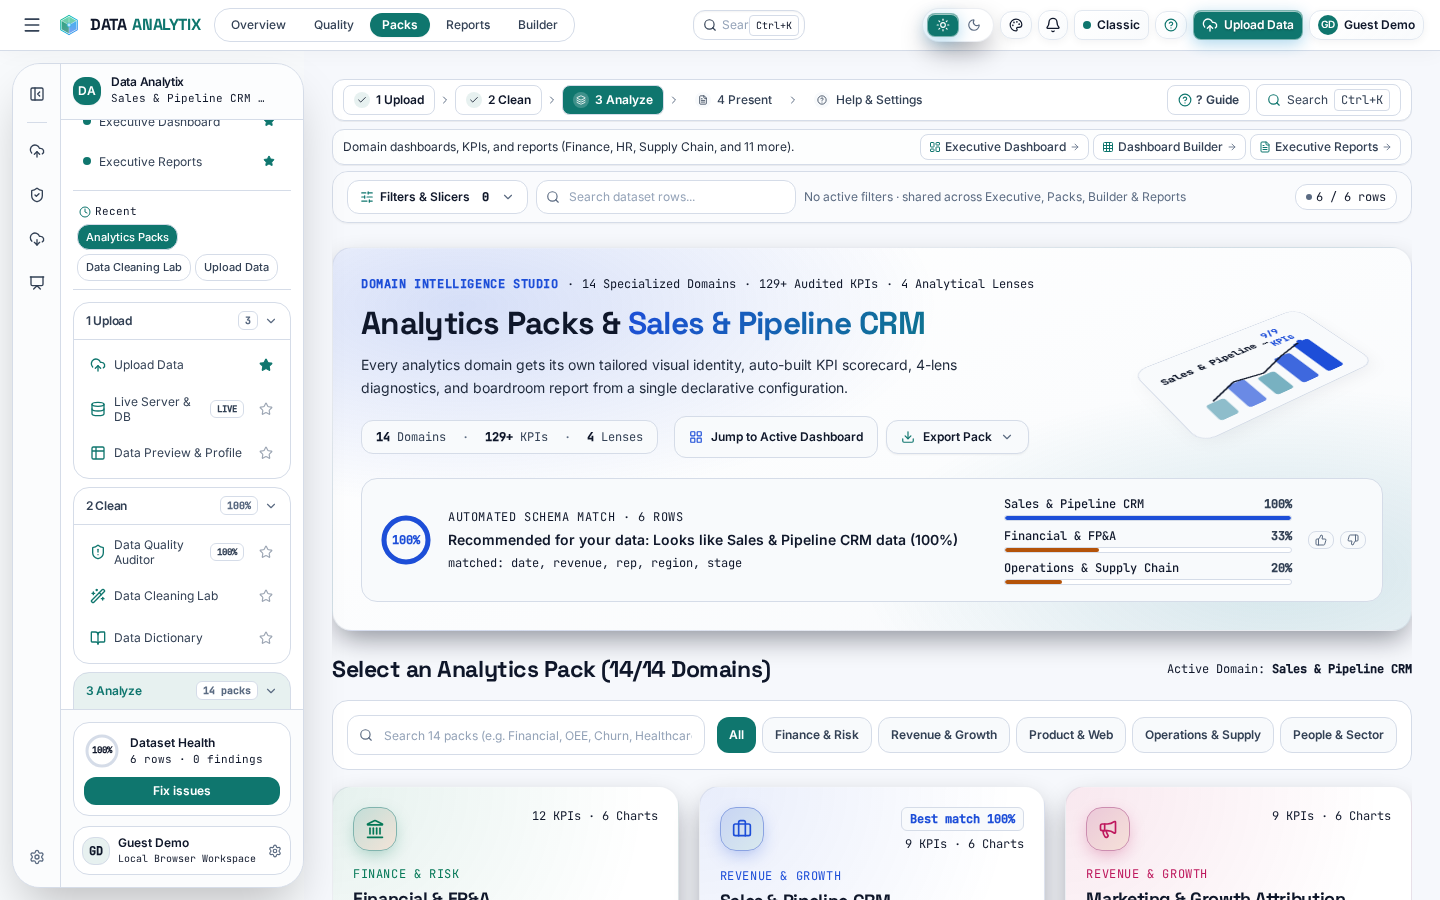 DATA ANALYTIX
Overview
Quality
Packs
Reports
Builder
Sear
Ctrl+K
Classic
Upload Data
GD
Guest Demo
DA
Data Analytix
Sales & Pipeline CRM …
Executive Dashboard
Executive Reports
Recent
Analytics Packs
Data Cleaning Lab
Upload Data
1 Upload
3
Upload Data
Live Server &
DB
LIVE
Data Preview & Profile
2 Clean
100%
Data Quality
Auditor
100%
Data Cleaning Lab
Data Dictionary
3 Analyze
14 packs
100%
Dataset Health
6 rows · 0 findings
Fix issues
GD
Guest Demo
Local Browser Workspace
1 Upload
2 Clean
3 Analyze
4 Present
Help & Settings
? Guide
Search
Ctrl+K
Domain dashboards, KPIs, and reports (Finance, HR, Supply Chain, and 11 more).
Executive Dashboard →
Dashboard Builder →
Executive Reports →
Filters & Slicers 0
Search dataset rows...
No active filters · shared across Executive, Packs, Builder & Reports
6 / 6 rows
DOMAIN INTELLIGENCE STUDIO · 14 Specialized Domains · 129+ Audited KPIs · 4 Analytical Lenses
Analytics Packs & Sales & Pipeline CRM
Every analytics domain gets its own tailored visual identity, auto-built KPI scorecard, 4-lens
diagnostics, and boardroom report from a single declarative configuration.
14 Domains · 129+ KPIs · 4 Lenses
Jump to Active Dashboard
Export Pack
Sales & Pipeline
9/9
KPIs
100%
AUTOMATED SCHEMA MATCH · 6 ROWS
Recommended for your data: Looks like Sales & Pipeline CRM data (100%)
matched: date, revenue, rep, region, stage
Sales & Pipeline CRM 100%
Financial & FP&A 33%
Operations & Supply Chain 20%
Select an Analytics Pack (14/14 Domains)
Active Domain: Sales & Pipeline CRM
Search 14 packs (e.g. Financial, OEE, Churn, Healthcar
All
Finance & Risk
Revenue & Growth
Product & Web
Operations & Supply
People & Sector
12 KPIs · 6 Charts
FINANCE & RISK
Financial & FP&A
Best match 100%
9 KPIs · 6 Charts
REVENUE & GROWTH
Sales & Pipeline CRM
9 KPIs · 6 Charts
REVENUE & GROWTH
Marketing & Growth Attribution